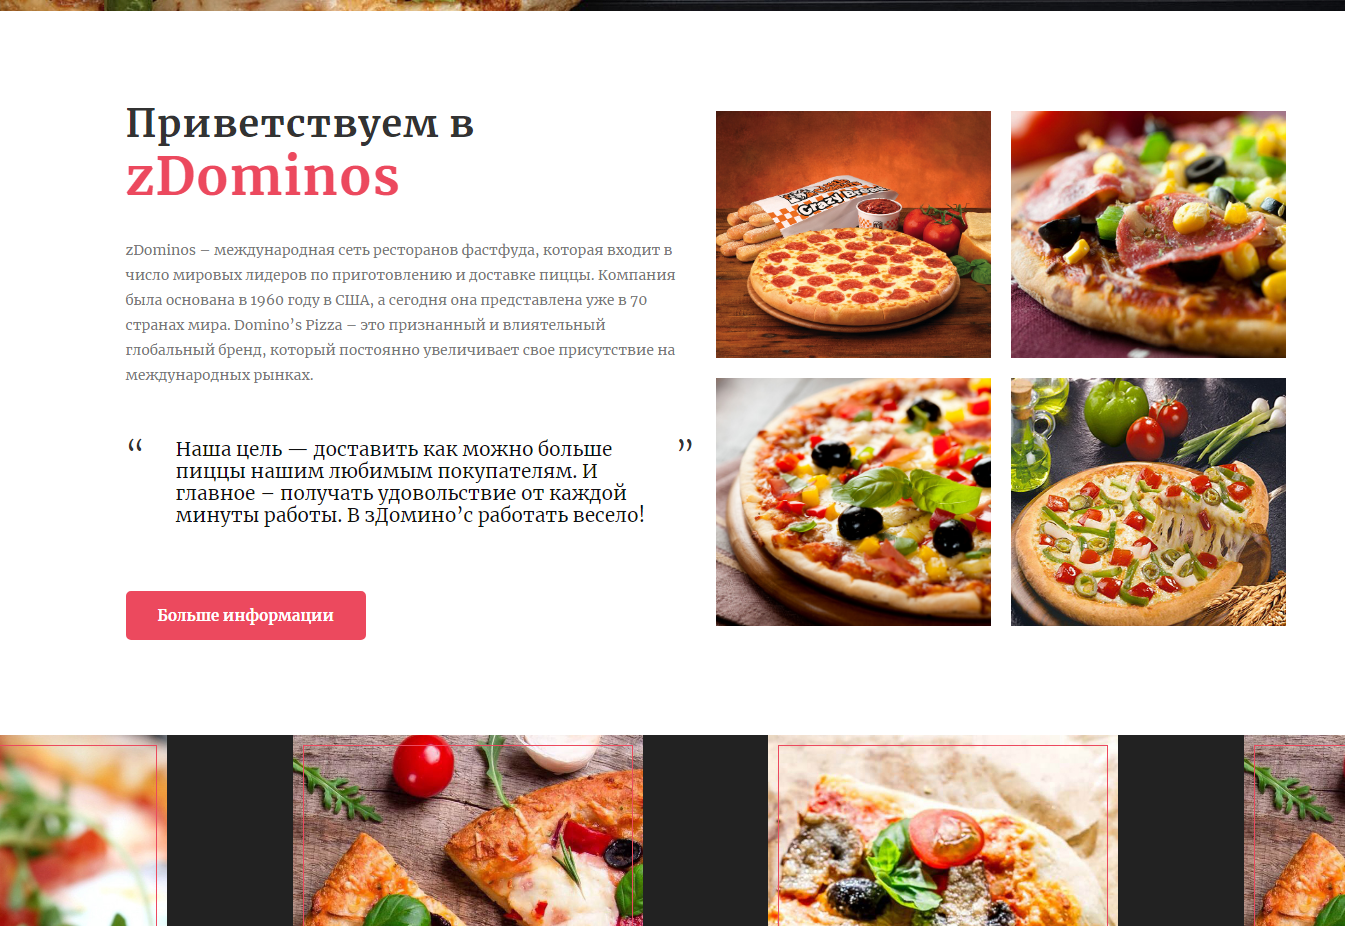 Приветствуем в
zDominos
zDominos – международная сеть ресторанов фастфуда, которая входит в
число мировых лидеров по приготовлению и доставке пиццы. Компания
была основана в 1960 году в США, а сегодня она представлена уже в 70
странах мира. Domino’s Pizza – это признанный и влиятельный
глобальный бренд, который постоянно увеличивает свое присутствие на
международных рынках.
“ Наша цель — доставить как можно больше ”
пиццы нашим любимым покупателям. И
главное – получать удовольствие от каждой
минуты работы. В зДомино’с работать весело!
Больше информации
Crazy Bread